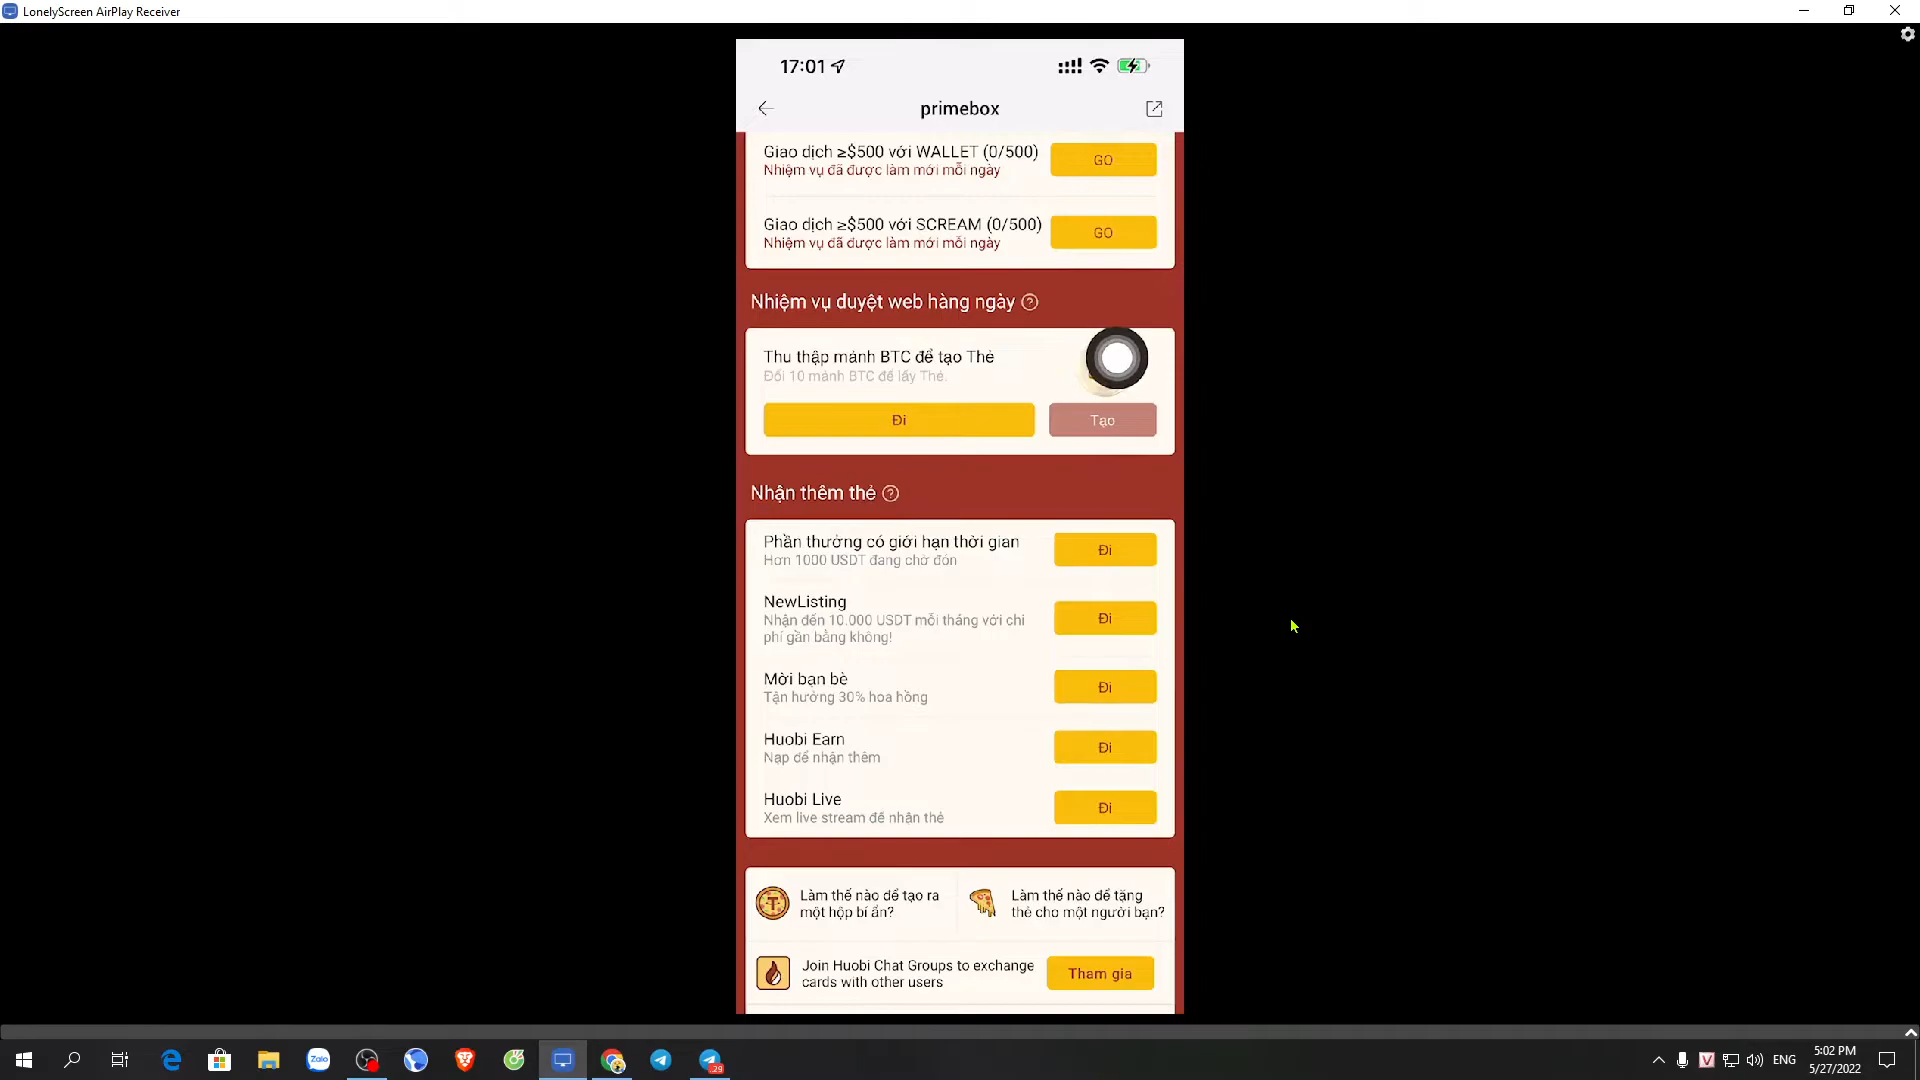 LonelyScreen AirPlay Receiver
17:01
primebox
Giao dịch ≥$500 với WALLET (0/500)
Nhiệm vụ đã được làm mới mỗi ngày
GO
Giao dịch ≥$500 với SCREAM (0/500)
Nhiệm vụ đã được làm mới mỗi ngày
GO
Nhiệm vụ duyệt web hàng ngày ?
Thu thập mảnh BTC để tạo Thẻ
Đổi 10 mảnh BTC để lấy Thẻ.
Đi
Tạo
Nhận thêm thẻ ?
Phần thưởng có giới hạn thời gian
Hơn 1000 USDT đang chờ đón
Đi
NewListing
Nhận đến 10.000 USDT mỗi tháng với chi
phí gần bằng không!
Đi
Mời bạn bè
Tận hưởng 30% hoa hồng
Đi
Huobi Earn
Nạp để nhận thêm
Đi
Huobi Live
Xem live stream để nhận thẻ
Đi
Làm thế nào để tạo ra
một hộp bí ẩn?
Làm thế nào để tặng
thẻ cho một người bạn?
Join Huobi Chat Groups to exchange
cards with other users
Tham gia
Zalo
29
V
ENG
5:02 PM
5/27/2022